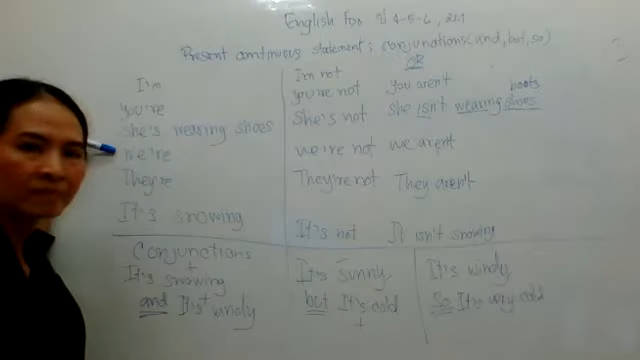 English For 4-5-6, 2
Present continuous statement; conjunations (and, but, so)
I'm
you're
she's wearing shoes
we're
They're
It's snowing
OR
I'm not
you're not you aren't
boots
She's not she isn't wearing shoes
we're not we aren't
They're not They aren't
It's not It isn't snowing
Conjunctions
+
It's snowing
and It's windy
It's sunny
but It's cold
+
It's windy
so It's very cold